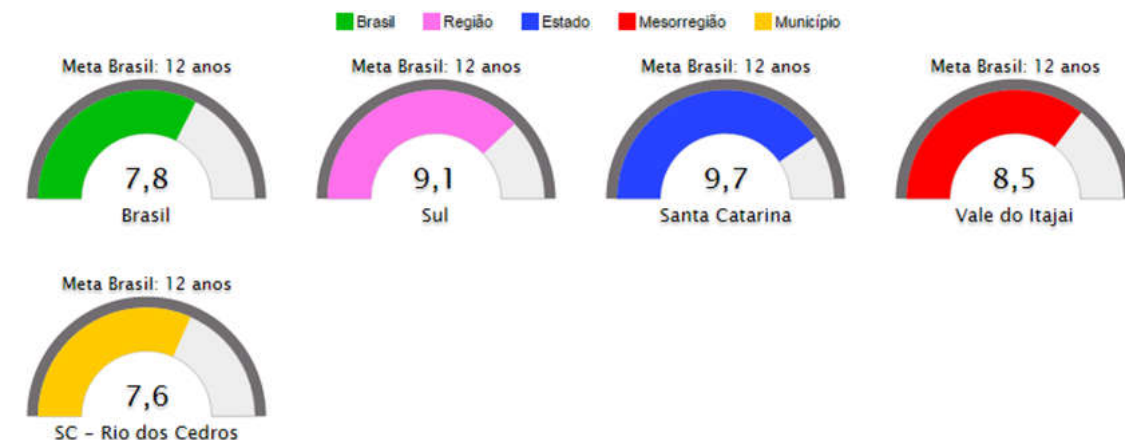 Brasil Região Estado Mesorregião Município
Meta Brasil: 12 anos Meta Brasil: 12 anos Meta Brasil: 12 anos Meta Brasil: 12 anos
7,8 9,1 9,7 8,5
Brasil Sul Santa Catarina Vale do Itajai
Meta Brasil: 12 anos
7,6
SC - Rio dos Cedros